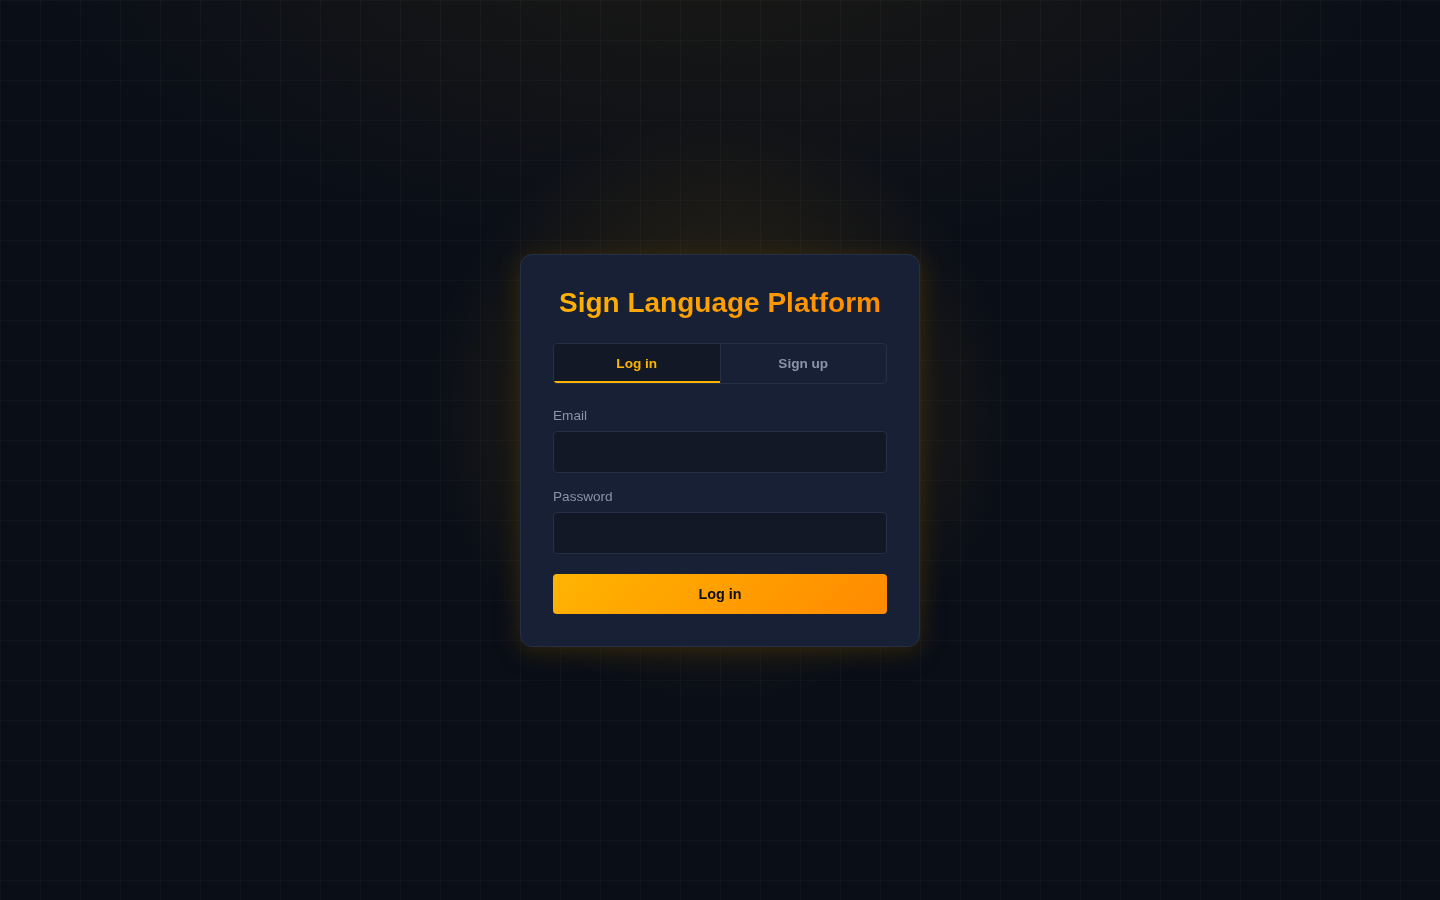 Sign Language Platform
Log in
Sign up
Email
Password
Log in